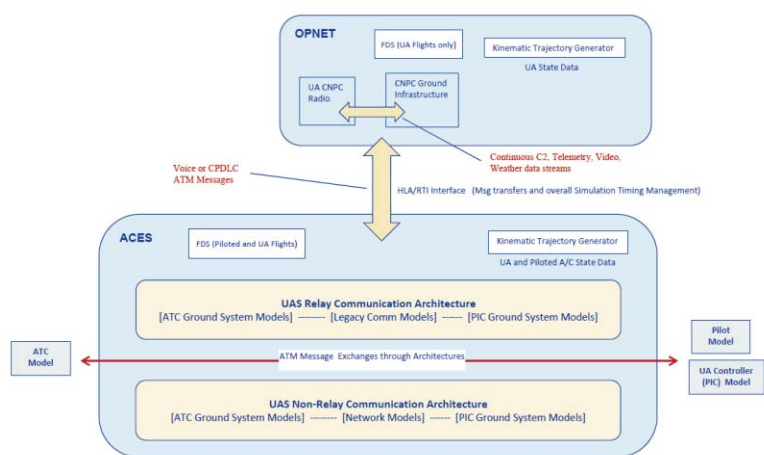 OPNET
FDS (UA Flights only)
Kinematic Trajectory Generator
UA State Data
UA CNPC
Radio
CNPC Ground
Infrastructure
Voice or CPDLC
ATM Messages
Continuous C2, Telemetry, Video,
Weather data streams
HLA/RTI Interface (Msg transfers and overall Simulation Timing Management)
ACES
FDS (Piloted and UA Flights)
Kinematic Trajectory Generator
UA and Piloted A/C State Data
UAS Relay Communication Architecture
[ATC Ground System Models] -------- [Legacy Comm Models] ------ [PIC Ground System Models]
ATC
Model
ATM Message Exchanges through Architectures
Pilot
Model
UA Controller
(PIC) Model
UAS Non-Relay Communication Architecture
[ATC Ground System Models] -------- [Network Models] ------ [PIC Ground System Models]